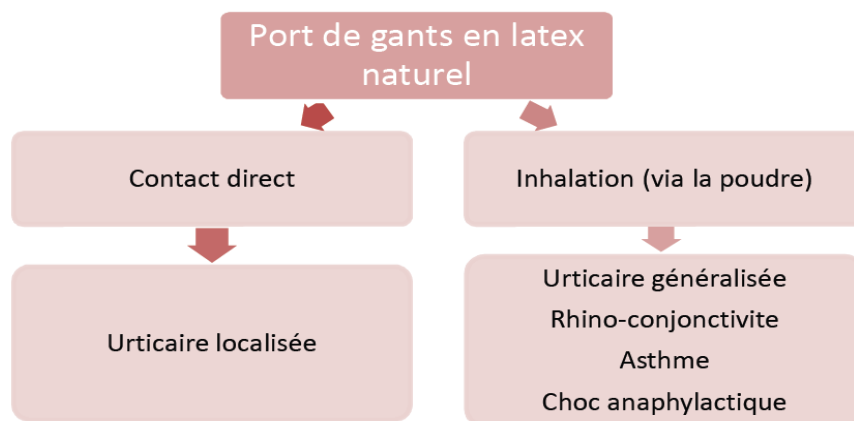 Port de gants en latex
naturel
Contact direct
Inhalation (via la poudre)
Urticaire localisée
Urticaire généralisée
Rhino-conjonctivite
Asthme
Choc anaphylactique